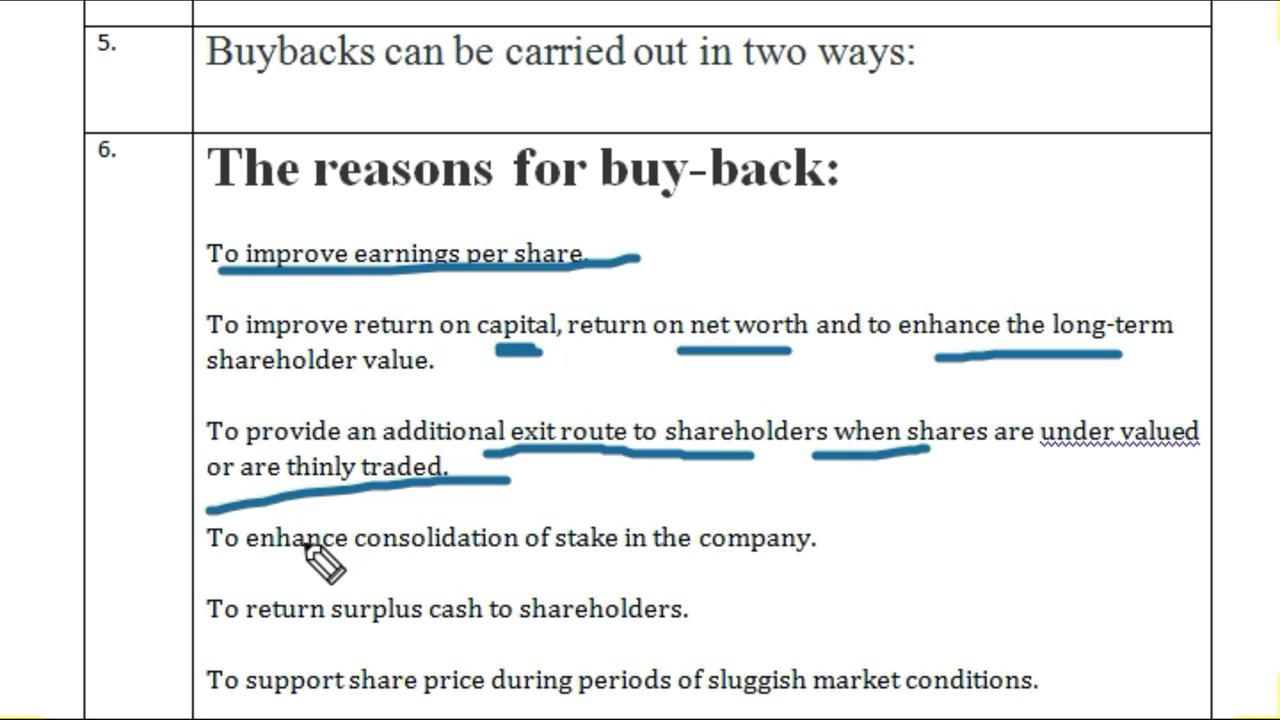 5.
Buybacks can be carried out in two ways:
6.
The reasons for buy-back:
To improve earnings per share.
To improve return on capital, return on net worth and to enhance the long-term
shareholder value.
To provide an additional exit route to shareholders when shares are under valued
or are thinly traded.
To enhance consolidation of stake in the company.
To return surplus cash to shareholders.
To support share price during periods of sluggish market conditions.